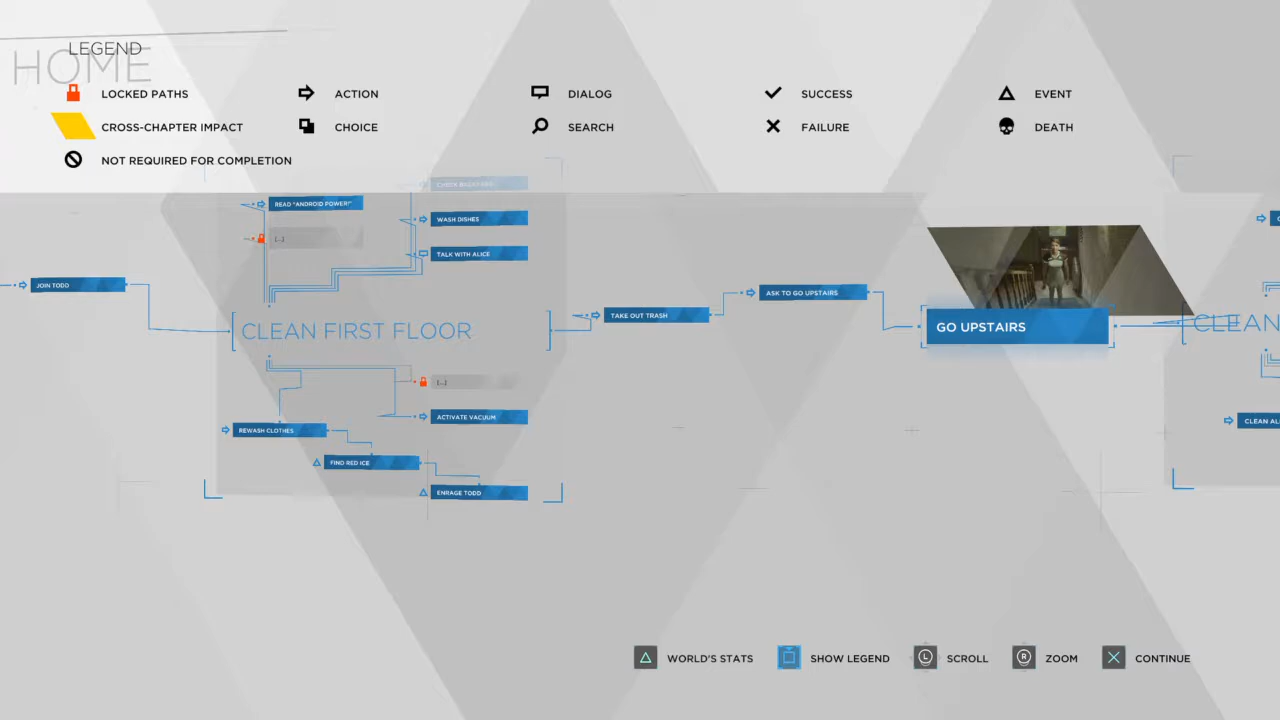 HOME
LEGEND
LOCKED PATHS
ACTION
DIALOG
SUCCESS
EVENT
CROSS-CHAPTER IMPACT
CHOICE
SEARCH
FAILURE
DEATH
NOT REQUIRED FOR COMPLETION
READ "ANDROID POWER!"
WASH DISHES
[...]
TALK WITH ALICE
JOIN TODD
ASK TO GO UPSTAIRS
TAKE OUT TRASH
CLEAN FIRST FLOOR
GO UPSTAIRS
CLEAN
[...]
ACTIVATE VACUUM
CLEAN AL
REWASH CLOTHES
FIND RED ICE
ENRAGE TODD
WORLD'S STATS
SHOW LEGEND
L
SCROLL
R
ZOOM
CONTINUE